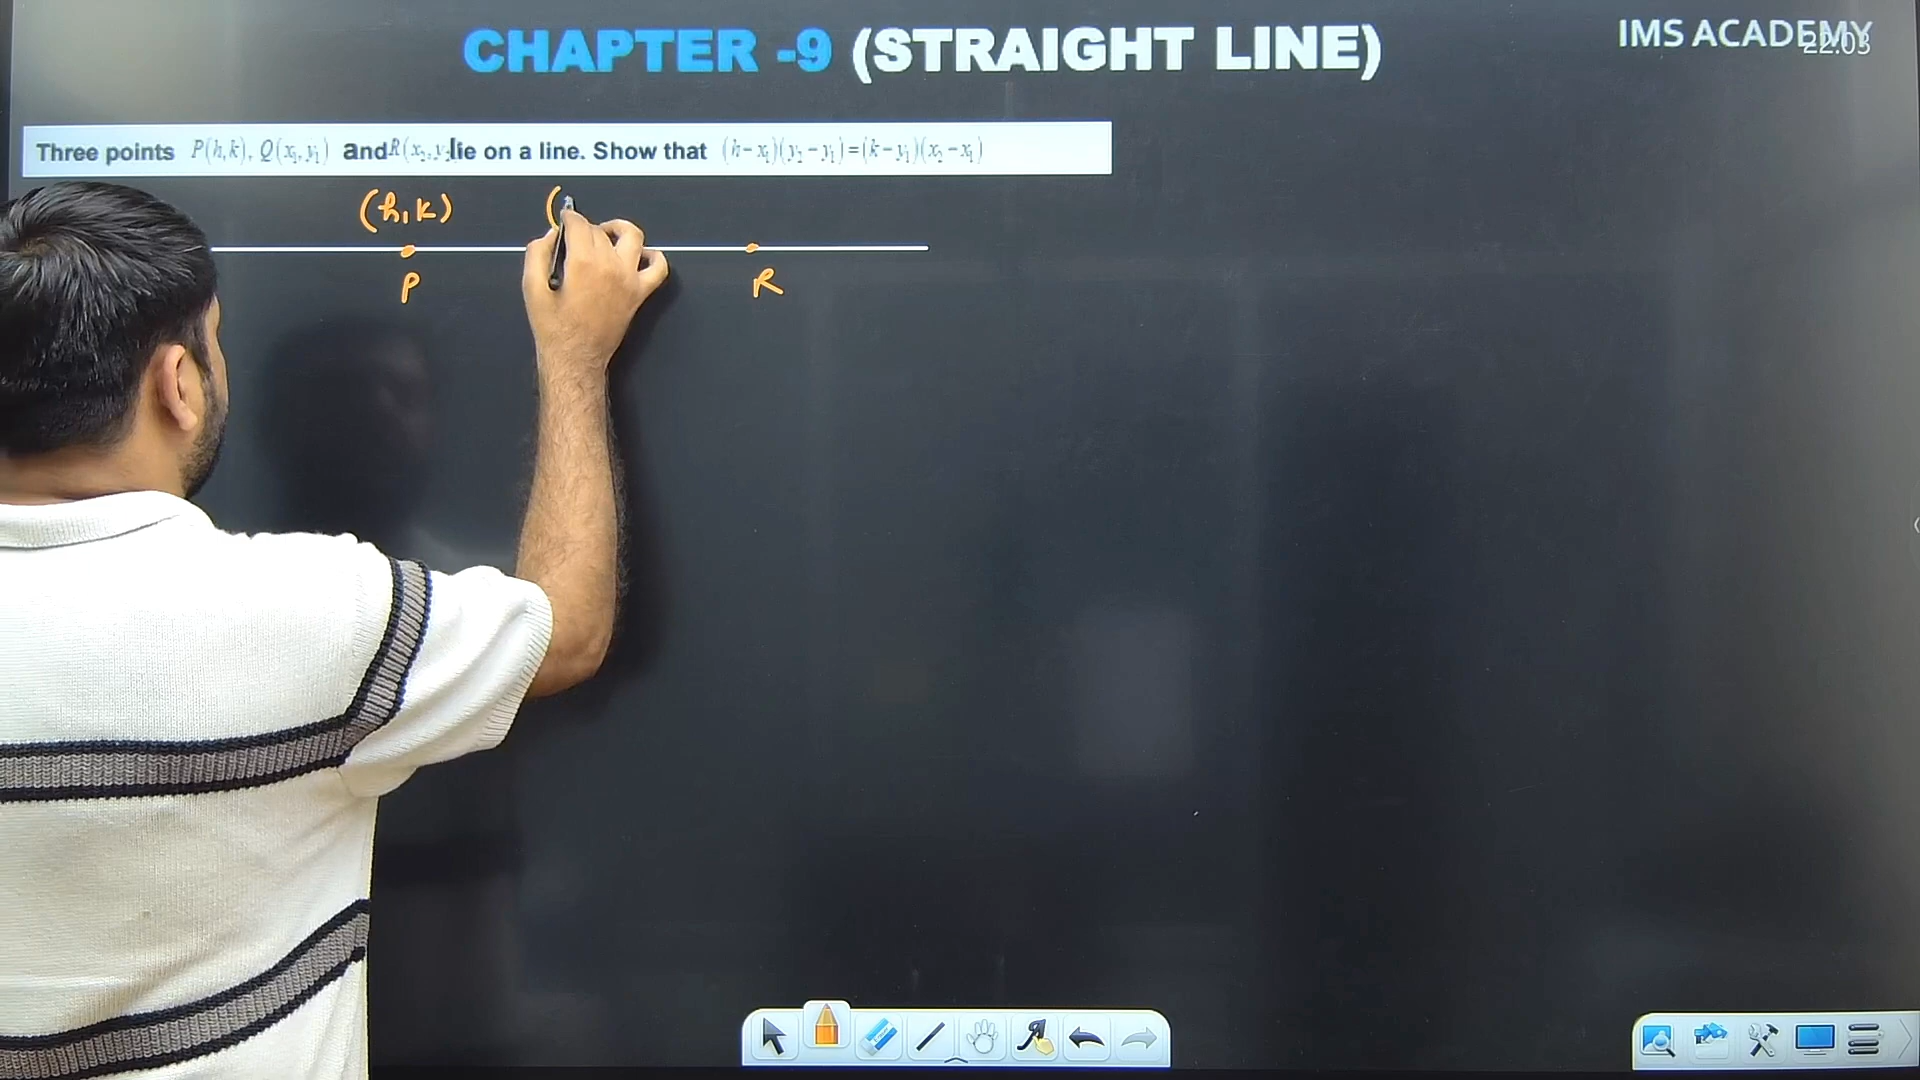 CHAPTER -9 (STRAIGHT LINE)
IMS ACADEMY
22:03
Three points P(h,k), Q(x₁,y₁) and R(x₂,y₂ lie on a line. Show that (h-x₁)(y₂-y₁)=(k-y₁)(x₂-x₁)
(h,k) (
P R